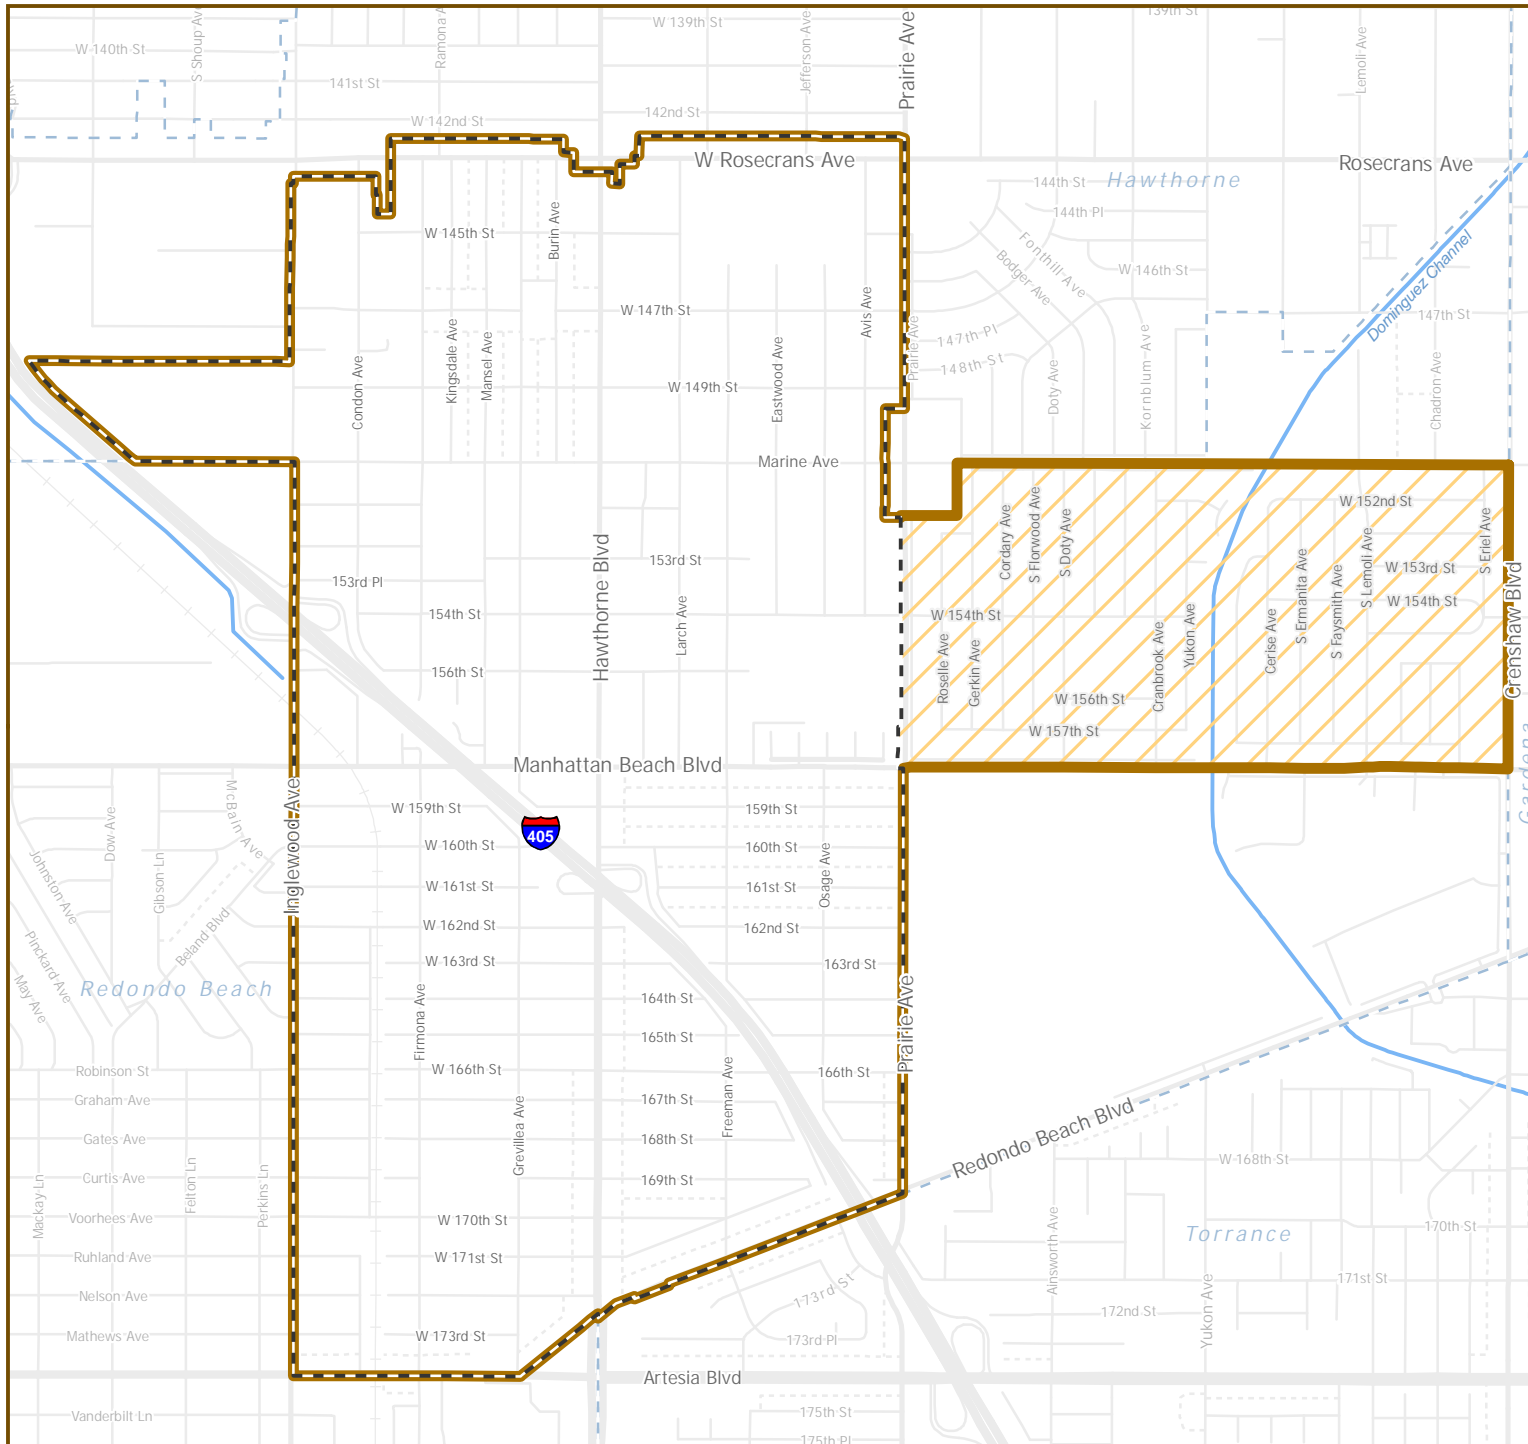 139th St
W 139th St
Prairie Ave
W 140th St
S Shoup Ave
Ramona A
Jefferson Ave
Lemoli Ave
141st St
W 142nd St
142nd St
W Rosecrans Ave
Rosecrans Ave
144th St
Hawthorne
144th Pl
W 145th St
Burin Ave
Fonthill Ave
Bodger Ave
W 146th St
Dominguez Channel
W 147th St
Avis Ave
Prairie Ave
147th Pl
147th St
148th St
Condon Ave
Kingsdale Ave
Mansel Ave
W 149th St
Eastwood Ave
Doty Ave
Kornblum Ave
Chadron Ave
Marine Ave
W 152nd St
Cordary Ave
S Florwood Ave
S Doty Ave
S Eriel Ave
153rd St
153rd Pl
Hawthorne Blvd
S Ermanita Ave
S Faysmith Ave
S Lemoli Ave
W 153rd St
W 154th St
154th St
Larch Ave
W 154th St
Crenshaw Blvd
156th St
Roselle Ave
Gerkin Ave
Cranbrook Ave
Yukon Ave
Cerise Ave
W 156th St
W 157th St
Manhattan Beach Blvd
Gardena
McBain Ave
Dow Ave
Inglewood Ave
W 159th St
159th St
405
W 160th St
160th St
Johnston Ave
Gibson Ln
W 161st St
161st St
Osage Ave
Beland Blvd
W 162nd St
162nd St
Pinckard Ave
W 163rd St
163rd St
Redondo Beach
May Ave
Firmona Ave
164th St
Prairie Ave
165th St
Robinson St
W 166th St
166th St
Freeman Ave
Graham Ave
167th St
Redondo Beach Blvd
Gates Ave
Grevillea Ave
168th St
W 168th St
Curtis Ave
169th St
Mackay Ln
Felton Ln
Perkins Ln
Voorhees Ave
W 170th St
170th St
Torrance
Ainsworth Ave
Ruhland Ave
W 171st St
171st St
Nelson Ave
173rd St
172nd St
Yukon Ave
Mathews Ave
W 173rd St
173rd Pl
Artesia Blvd
Vanderbilt Ln
175th St
175th Pl